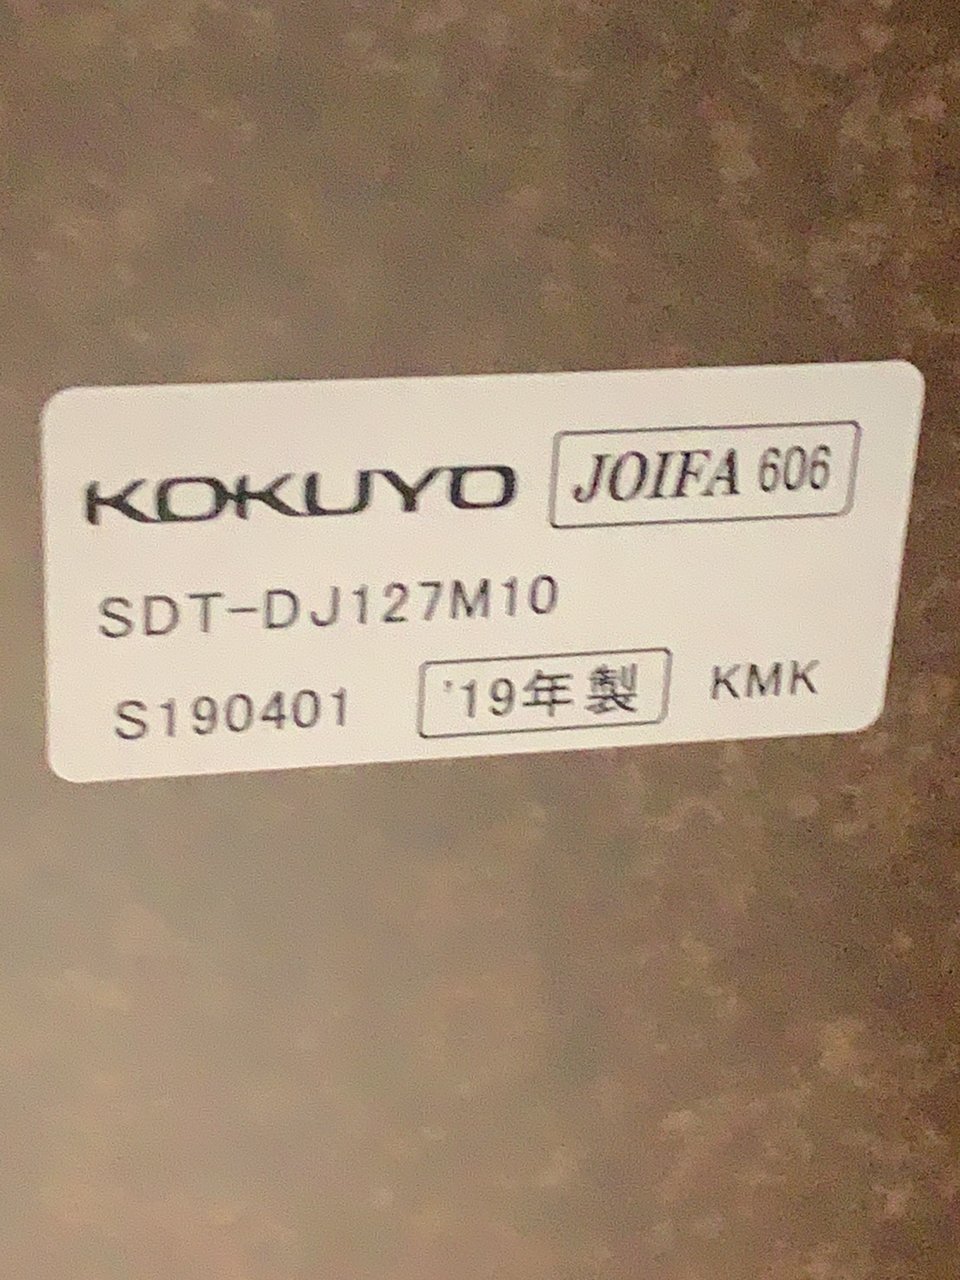 KOKUYO JOIFA 606
SDT-DJ127M10
S190401 '19年製 KMK